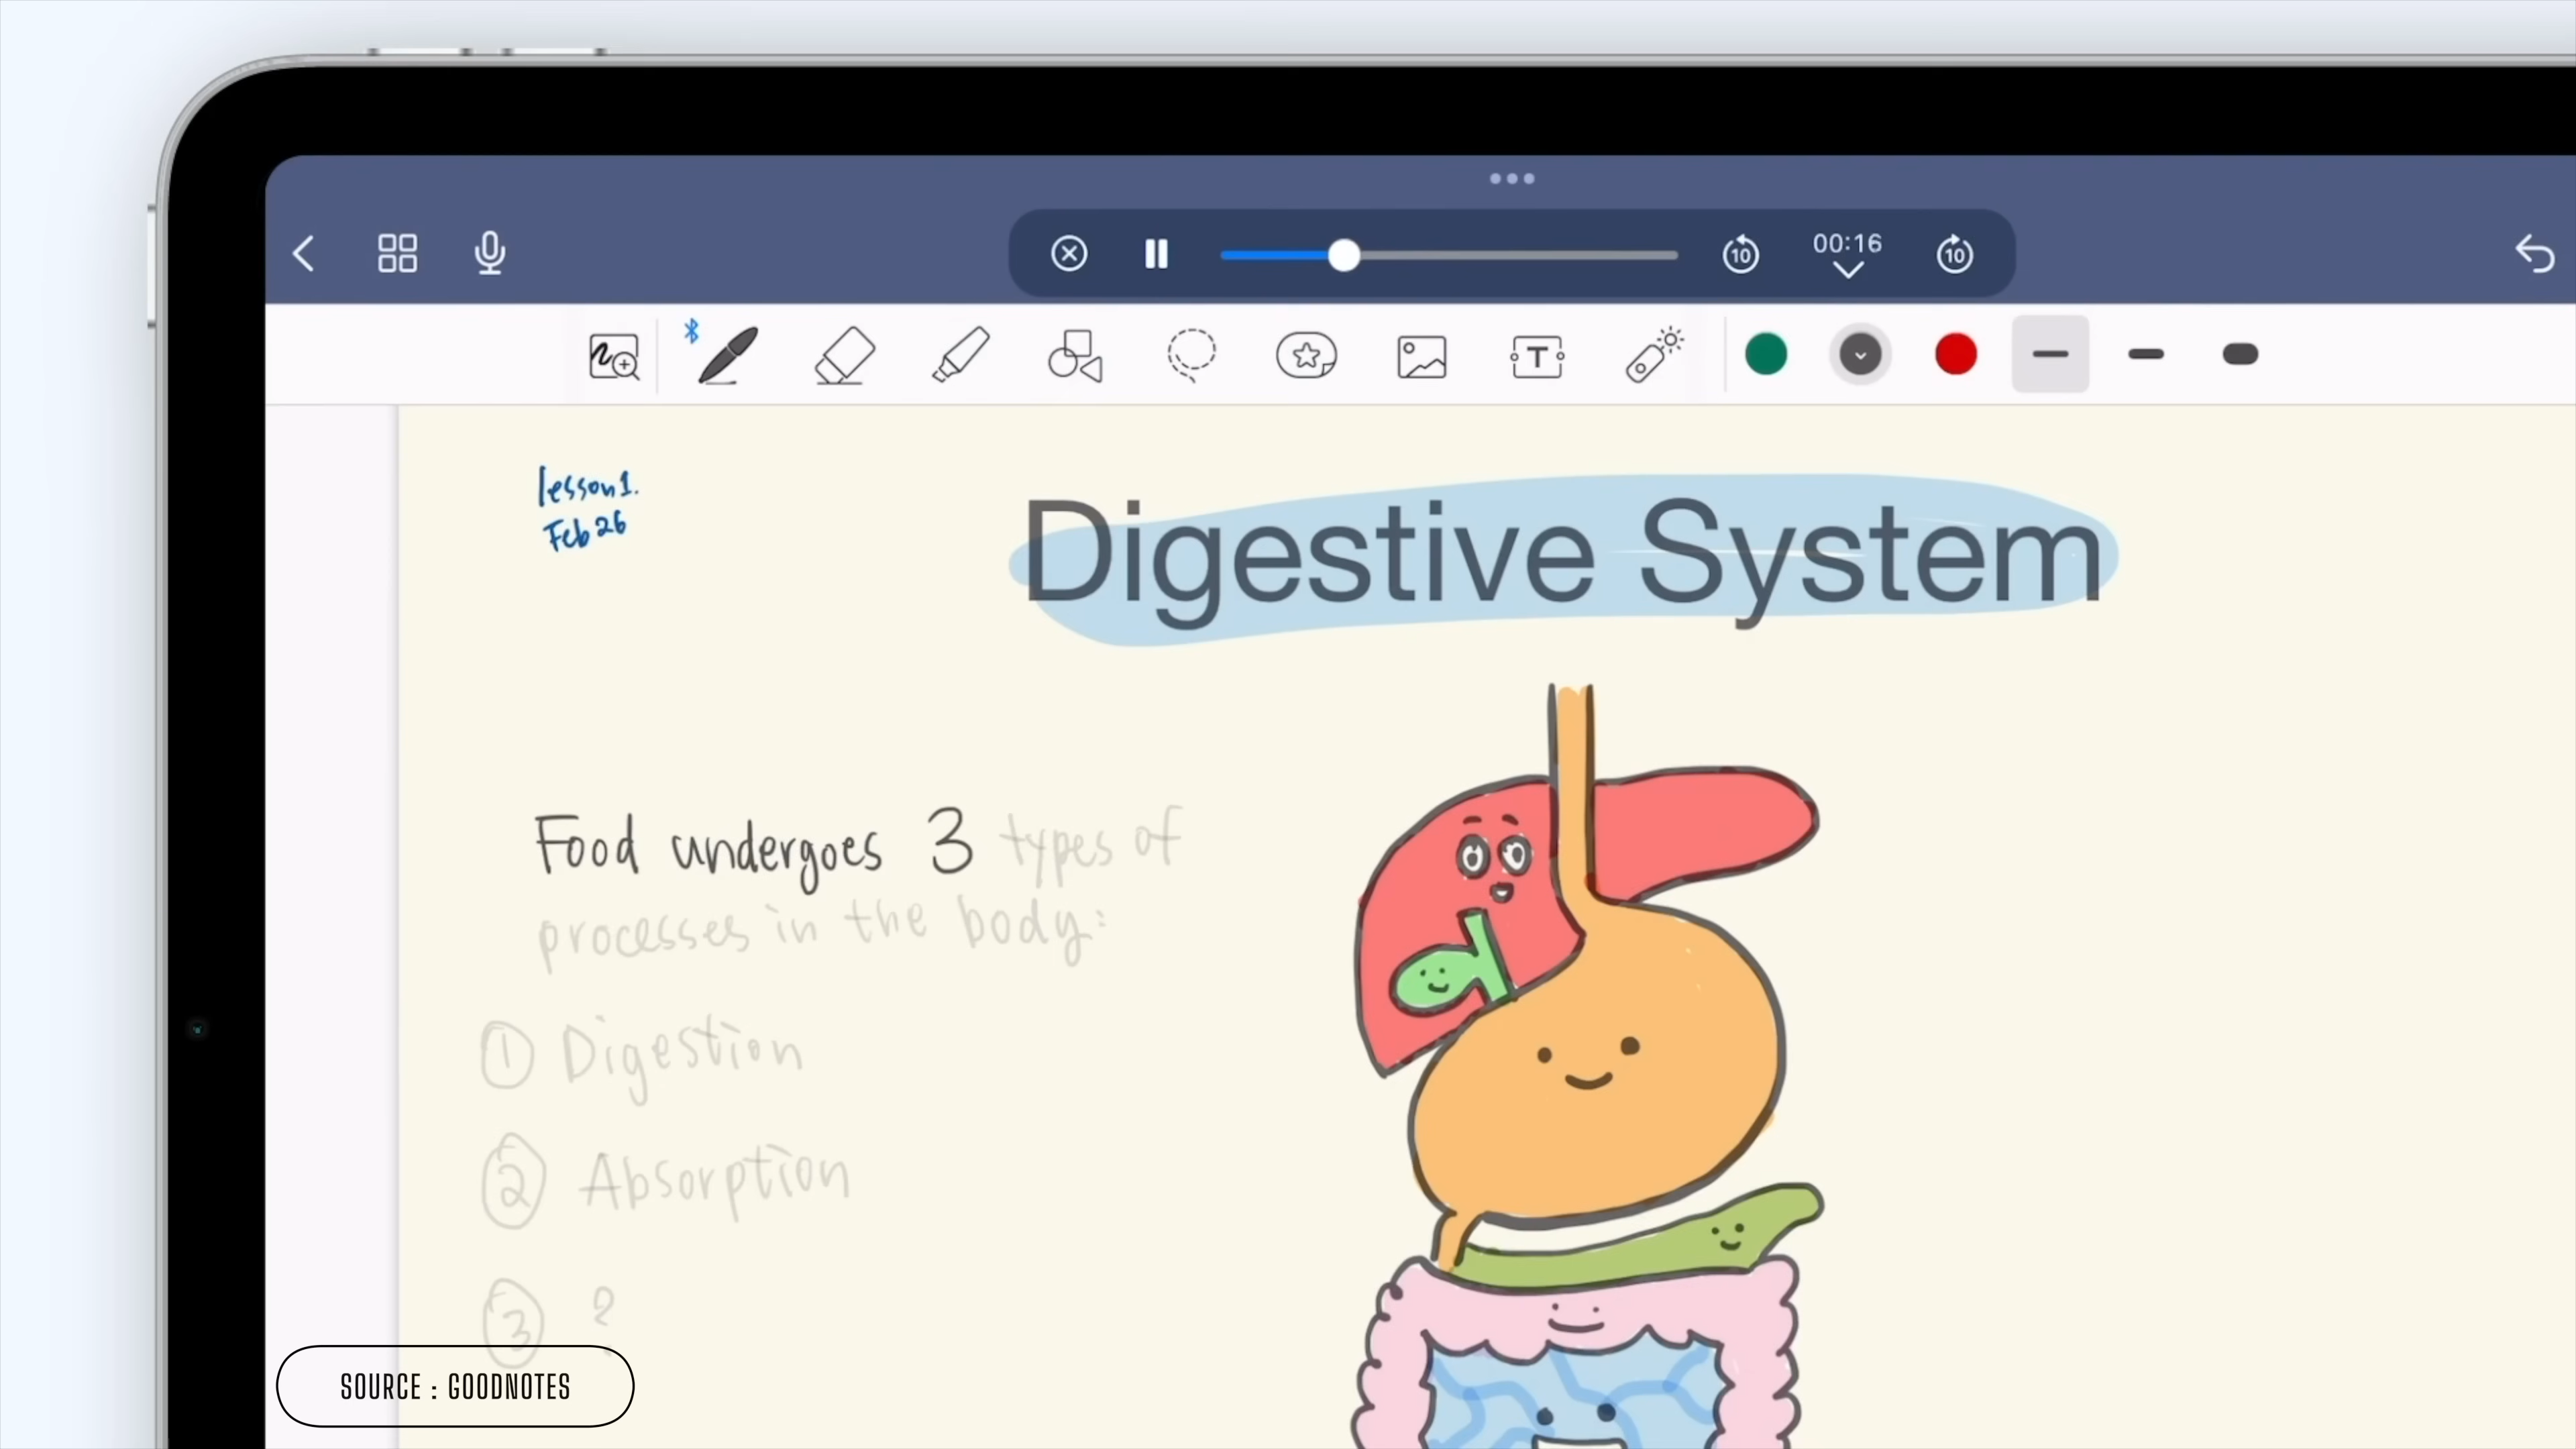 00:16
10
10
T
lesson 1.
Feb 26
Digestive System
Food undergoes 3 types of
processes in the body:
① Digestion
② Absorption
③ ?
SOURCE : GOODNOTES